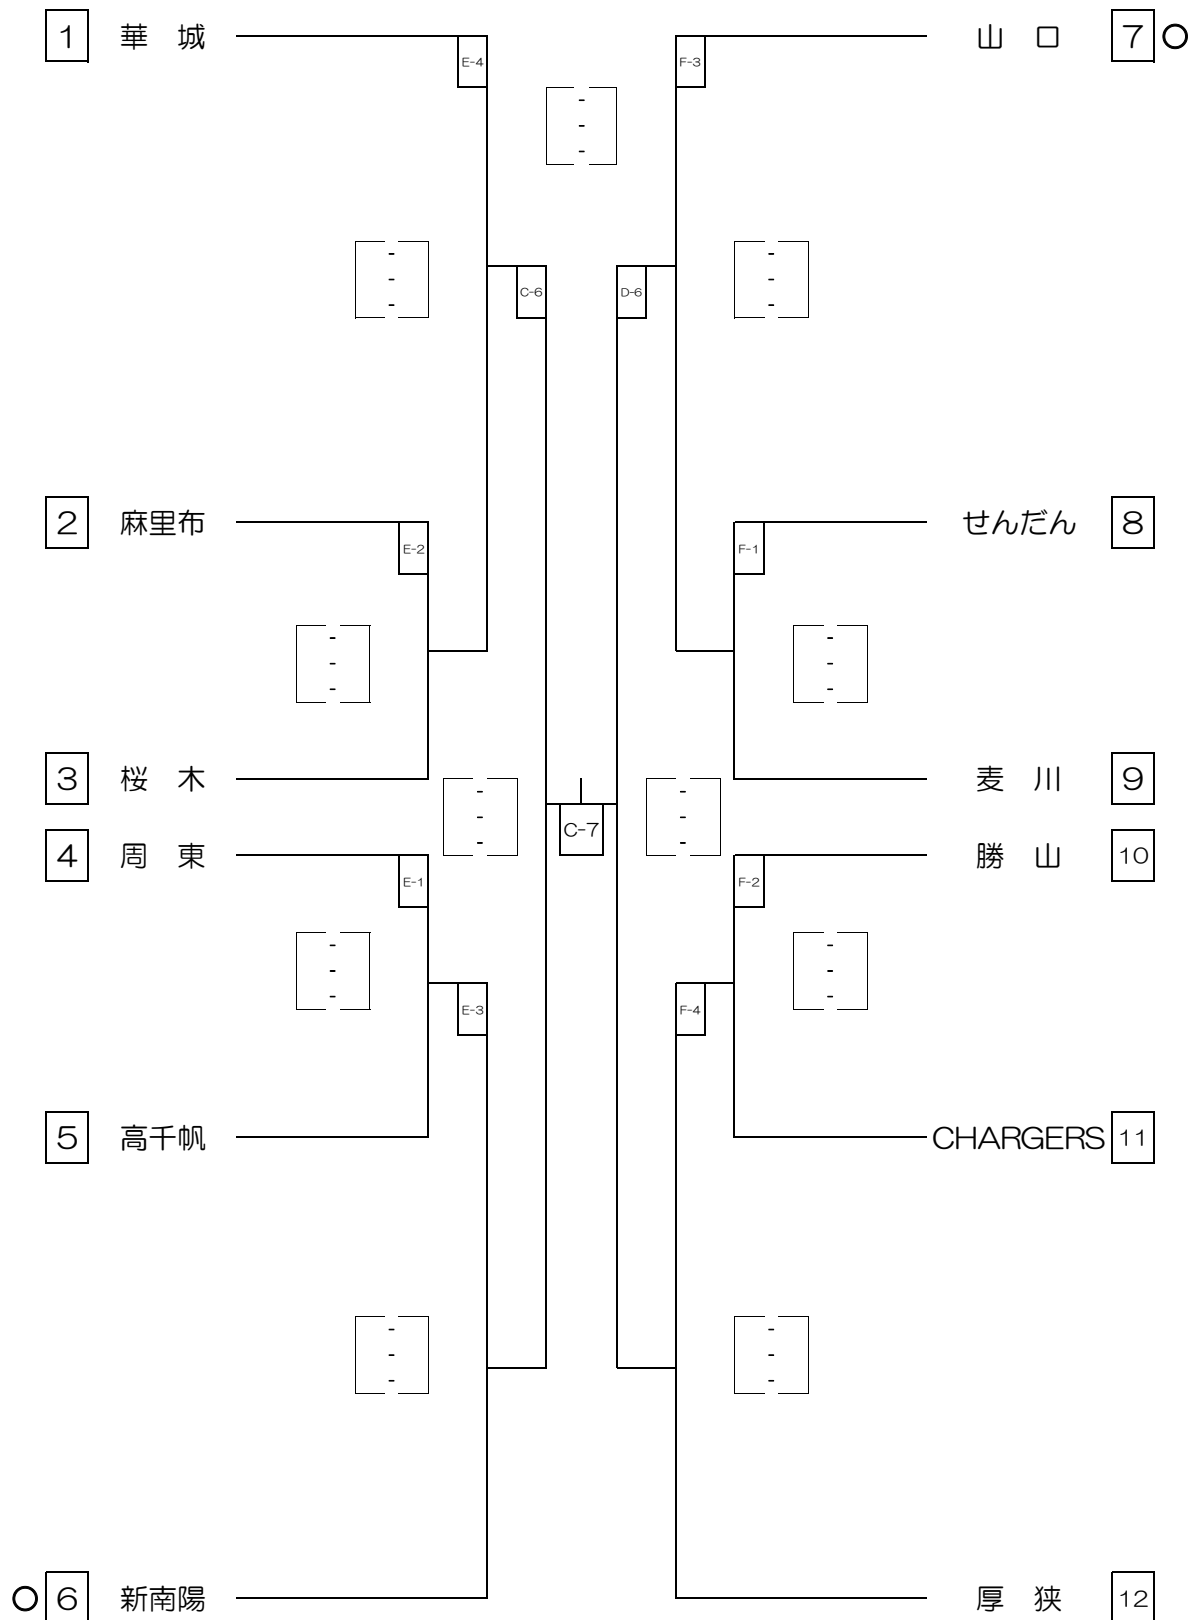 1 華 城 山 口 7 ○
E-4 F-3
-
-
-
- -
- C-6 D-6 -
- -
2 麻里布 せんだん 8
E-2 F-1
- -
- -
- -
3 桜 木 麦 川 9
- -
- C-7 -
- -
4 周 東 勝 山 10
E-1 F-2
- -
- -
- -
E-3 F-4
5 高千帆 CHARGERS 11
- -
- -
- -
○ 6 新南陽 厚 狭 12